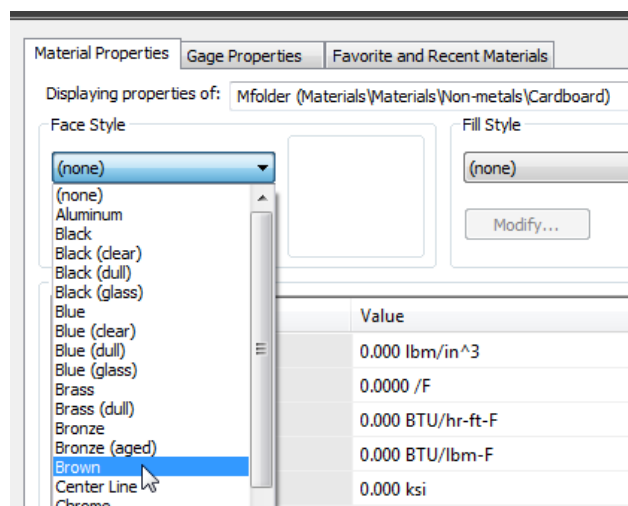 Material Properties Gage Properties Favorite and Recent Materials
Displaying properties of: Mfolder (Materials\Materials\Non-metals\Cardboard)
Face Style Fill Style
(none) (none)
(none)
Aluminum
Black
Modify...
Black (clear)
Black (dull)
Black (glass)
Blue
Value
Blue (clear)
Blue (dull)
0.000 lbm/in^3
Blue (glass)
Brass
0.0000 /F
Brass (dull)
Bronze
0.000 BTU/hr-ft-F
Bronze (aged)
0.000 BTU/lbm-F
Brown
Center Line
0.000 ksi
Chrome